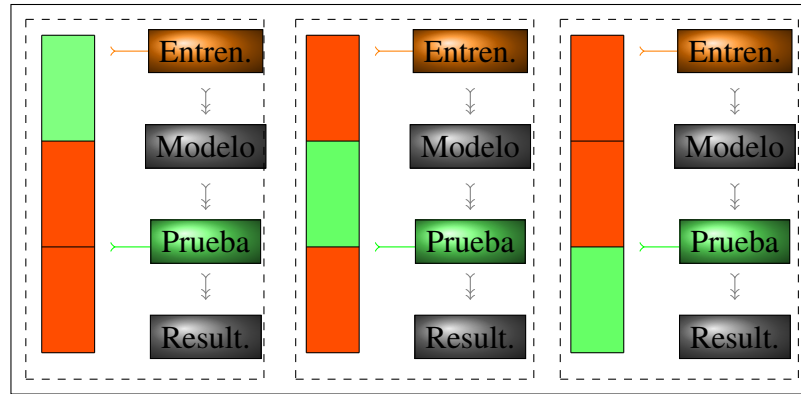 Entren.
Modelo
Prueba
Result.
Entren.
Modelo
Prueba
Result.
Entren.
Modelo
Prueba
Result.